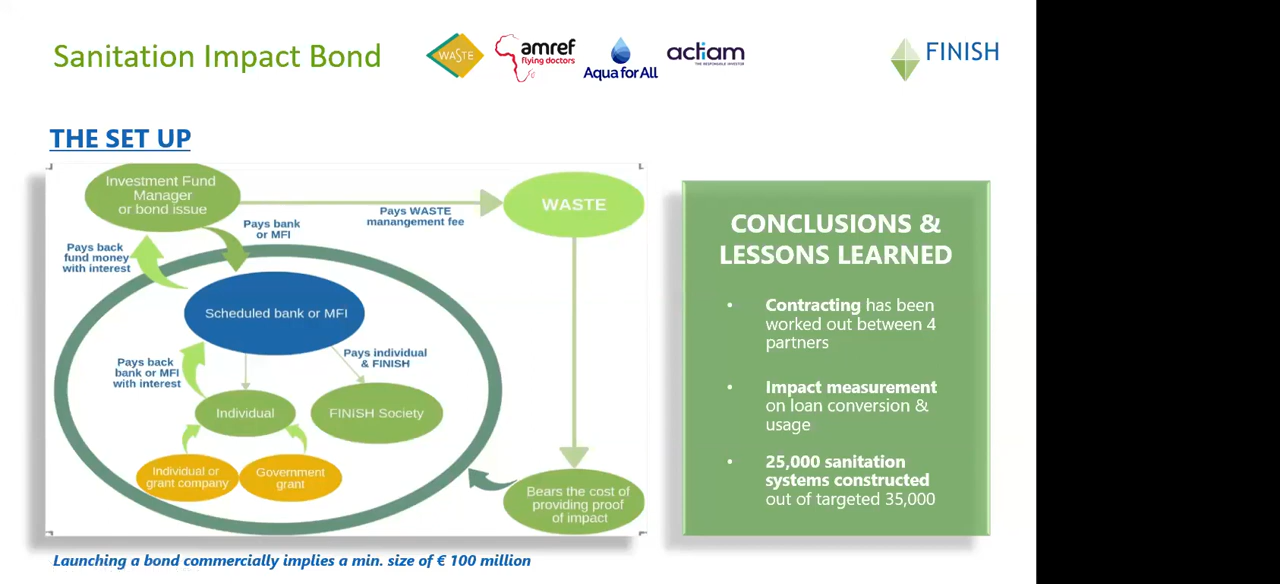 Sanitation Impact Bond
WASTE
amref
flying doctors
Aqua for All
actiam
THE RESPONSIBLE INVESTOR
FINISH
THE SET UP
Investment Fund
Manager
or bond issue
Pays WASTE
manangement fee
WASTE
Pays bank
or MFI
Pays back
fund money
with interest
Scheduled bank or MFI
Pays back
bank or MFI
with interest
Pays individual
& FINISH
Individual
FINISH Society
Individual or
grant company
Government
grant
Bears the cost of
providing proof
of impact
Launching a bond commercially implies a min. size of € 100 million
CONCLUSIONS &
LESSONS LEARNED
• Contracting has been
worked out between 4
partners
• Impact measurement
on loan conversion &
usage
• 25,000 sanitation
systems constructed
out of targeted 35,000